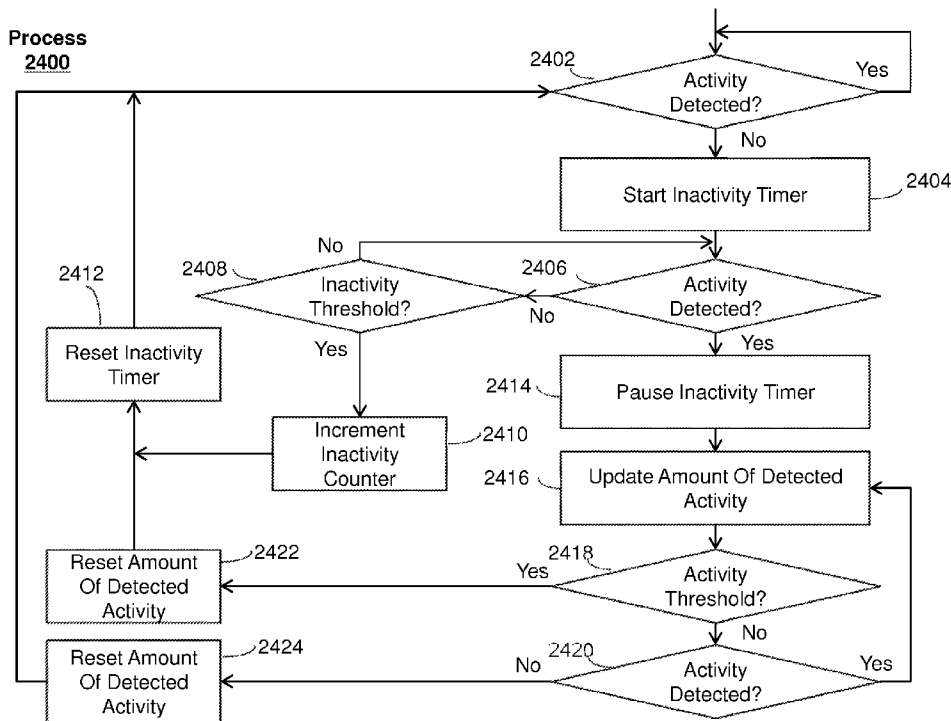 Process
2400
2402
Activity
Detected?
Yes
No
Start Inactivity Timer
2404
No
2408
Inactivity
Threshold?
2406
Activity
Detected?
No
Yes
Yes
2412
Reset Inactivity
Timer
2414
Pause Inactivity Timer
Increment
Inactivity
Counter
2410
2416
Update Amount Of Detected
Activity
Reset Amount
Of Detected
Activity
2422
Yes
2418
Activity
Threshold?
No
Reset Amount
Of Detected
Activity
2424
No
2420
Activity
Detected?
Yes